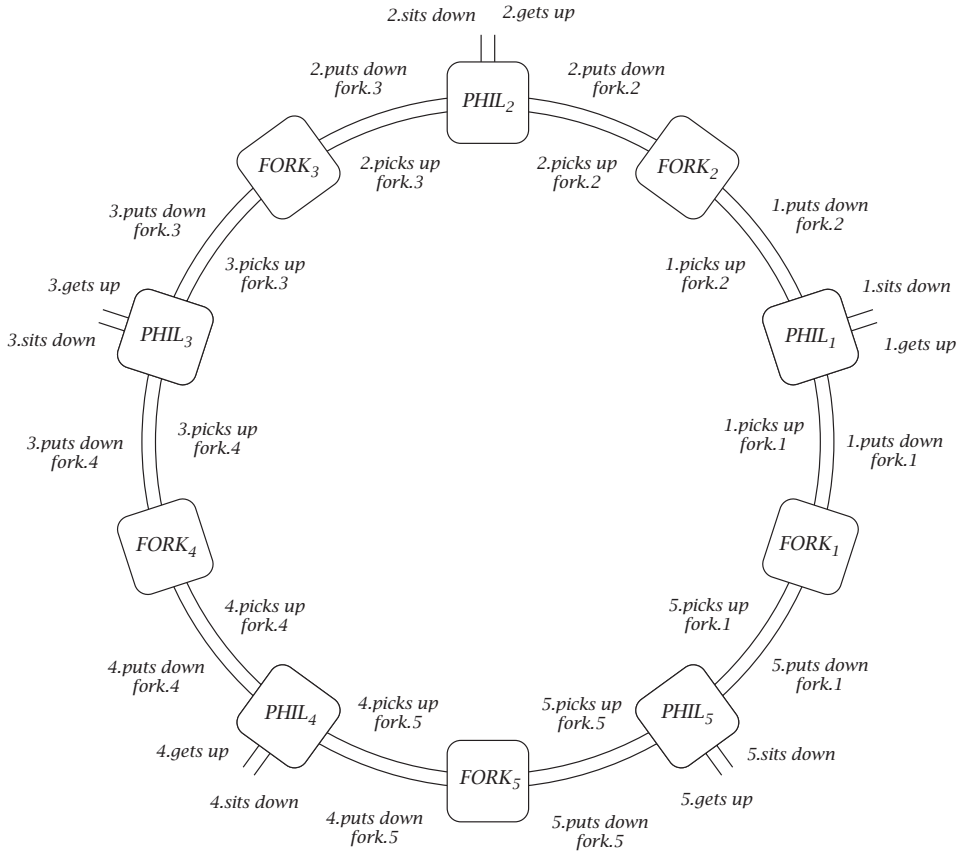 2.sits down
2.gets up
2.puts down
fork.3
PHIL2
2.puts down
fork.2
FORK3
2.picks up
fork.3
2.picks up
fork.2
FORK2
3.puts down
fork.3
3.picks up
fork.3
1.picks up
fork.2
1.puts down
fork.2
3.gets up
3.sits down
PHIL3
PHIL1
1.sits down
1.gets up
3.puts down
fork.4
3.picks up
fork.4
1.picks up
fork.1
1.puts down
fork.1
FORK4
FORK1
4.picks up
fork.4
5.picks up
fork.1
4.puts down
fork.4
5.puts down
fork.1
PHIL4
4.picks up
fork.5
5.picks up
fork.5
PHIL5
4.gets up
4.sits down
FORK5
5.sits down
5.gets up
4.puts down
fork.5
5.puts down
fork.5